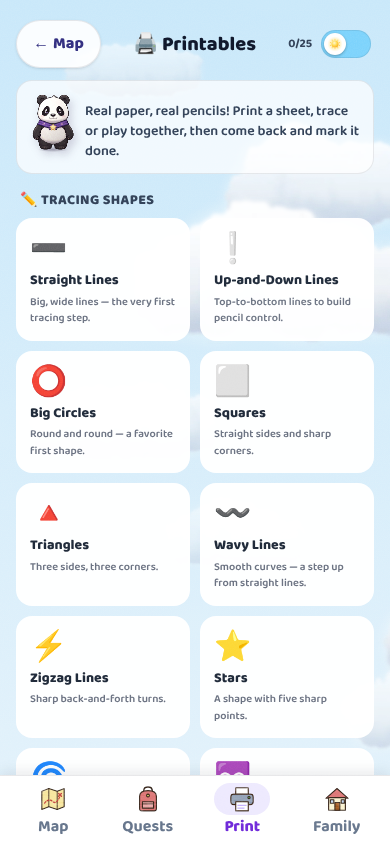 ← Map
Printables
0/25
Real paper, real pencils! Print a sheet, trace
or play together, then come back and mark it
done.
TRACING SHAPES
Straight Lines
Big, wide lines — the very first
tracing step.
Up-and-Down Lines
Top-to-bottom lines to build
pencil control.
Big Circles
Round and round — a favorite
first shape.
Squares
Straight sides and sharp
corners.
Triangles
Three sides, three corners.
Wavy Lines
Smooth curves — a step up
from straight lines.
Zigzag Lines
Sharp back-and-forth turns.
Stars
A shape with five sharp
points.
Map
Quests
Print
Family